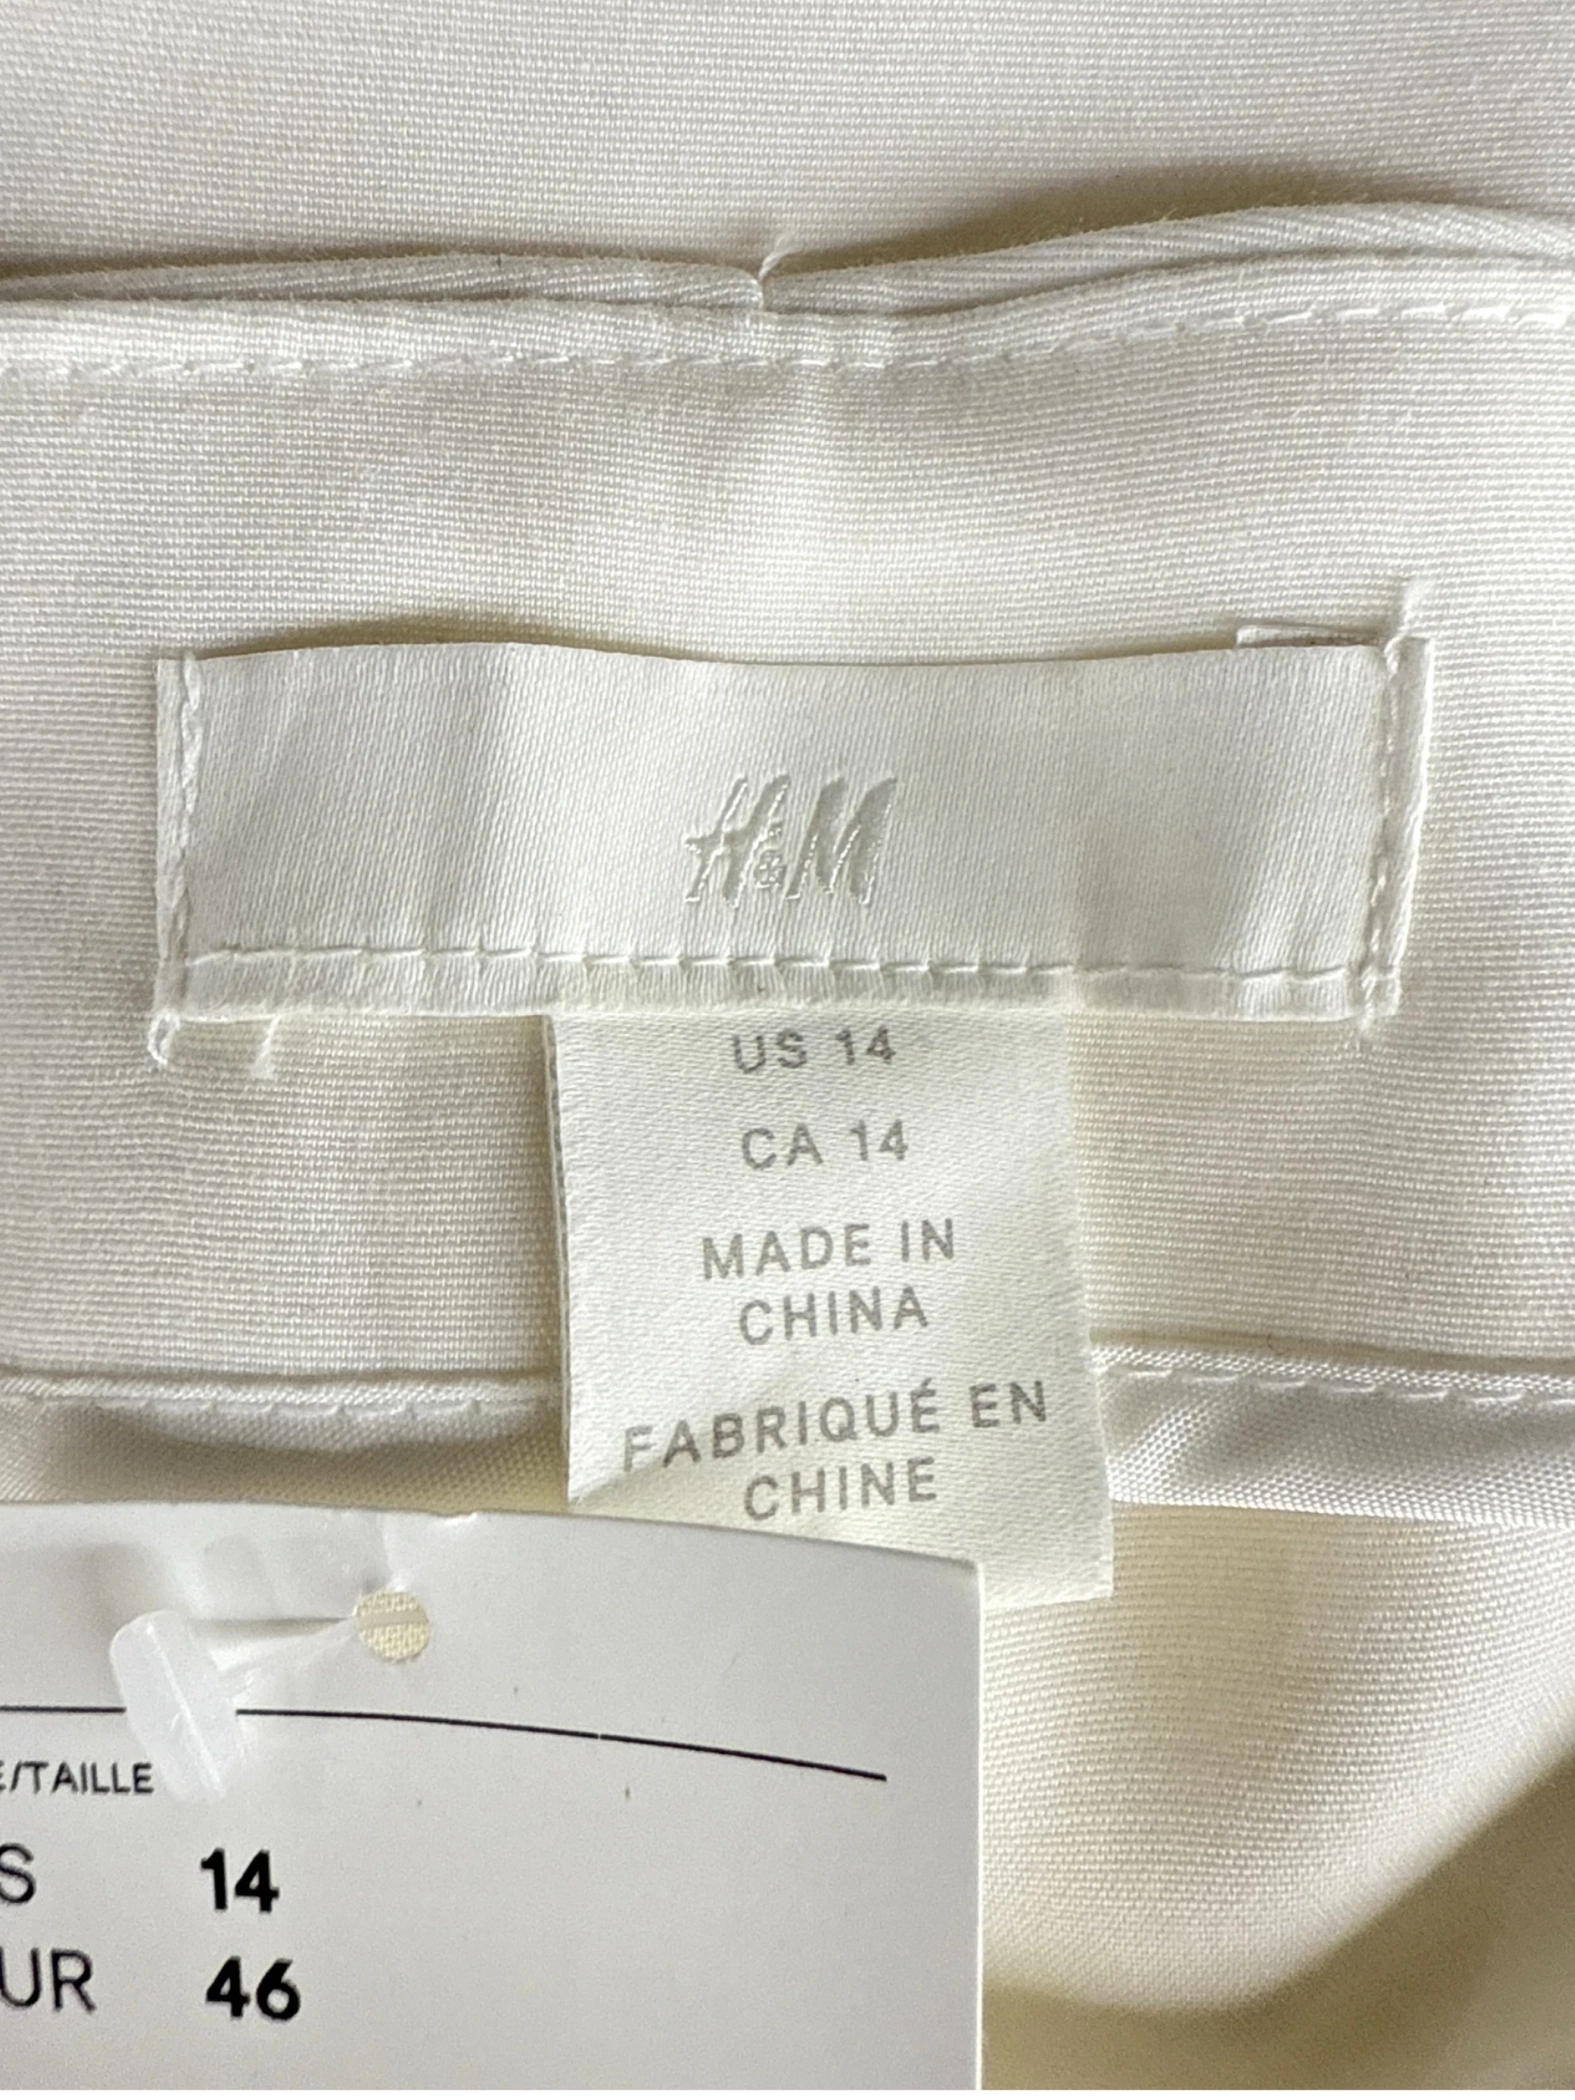 H&M
US 14
CA 14
MADE IN
CHINA
FABRIQUÉ EN
CHINE
E/TAILLE
S 14
UR 46